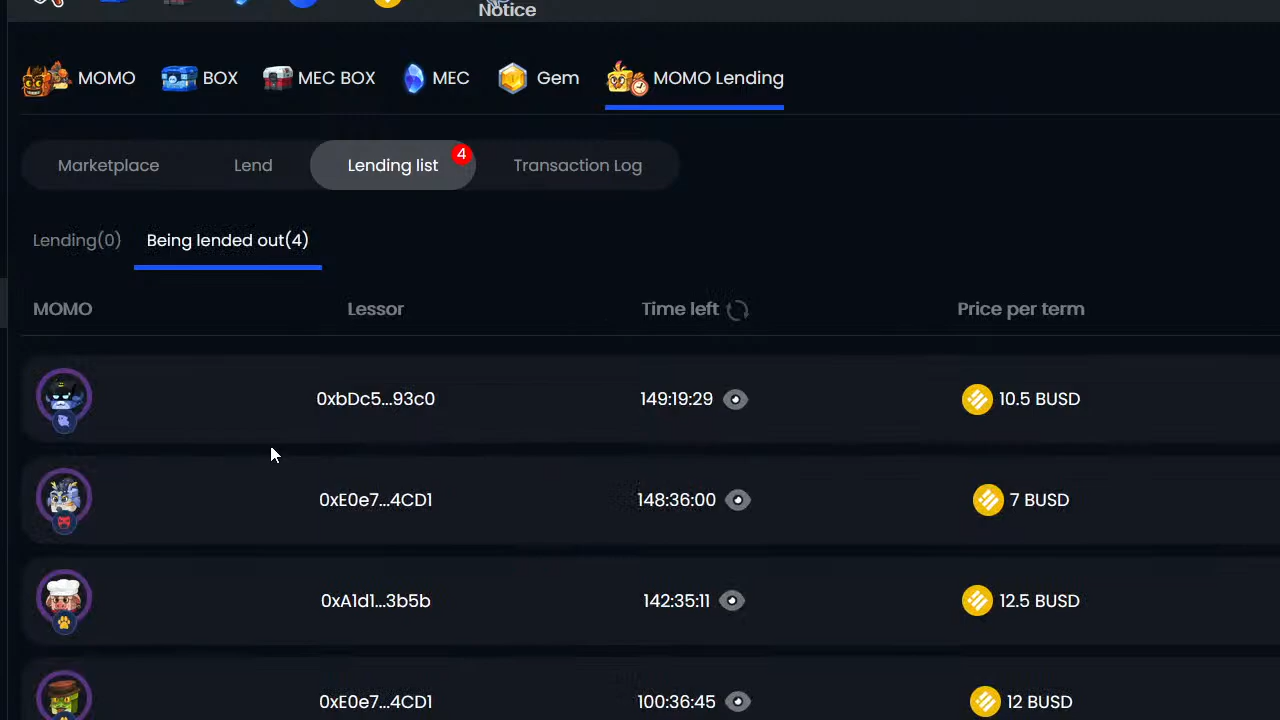 Notice
MOMO BOX MEC BOX MEC Gem MOMO Lending
Marketplace Lend Lending list 4 Transaction Log
Lending(0) Being lended out(4)
MOMO Lessor Time left Price per term
0xbDc5...93c0 149:19:29 10.5 BUSD
0xE0e7...4CD1 148:36:00 7 BUSD
0xA1d1...3b5b 142:35:11 12.5 BUSD
0xE0e7...4CD1 100:36:45 12 BUSD